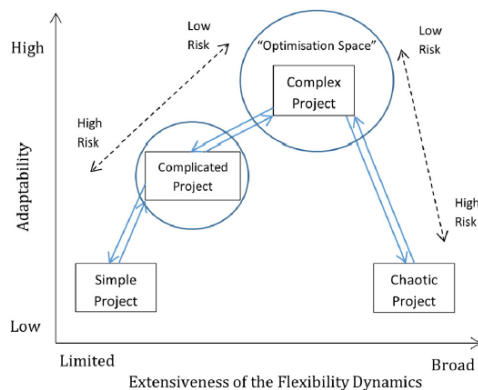 High
Low
Risk
“Optimisation Space”
Low
Risk
Complex
Project
High
Risk
Complicated
Project
Adaptability
High
Risk
Simple
Project
Chaotic
Project
Low
Limited
Broad
Extensiveness of the Flexibility Dynamics